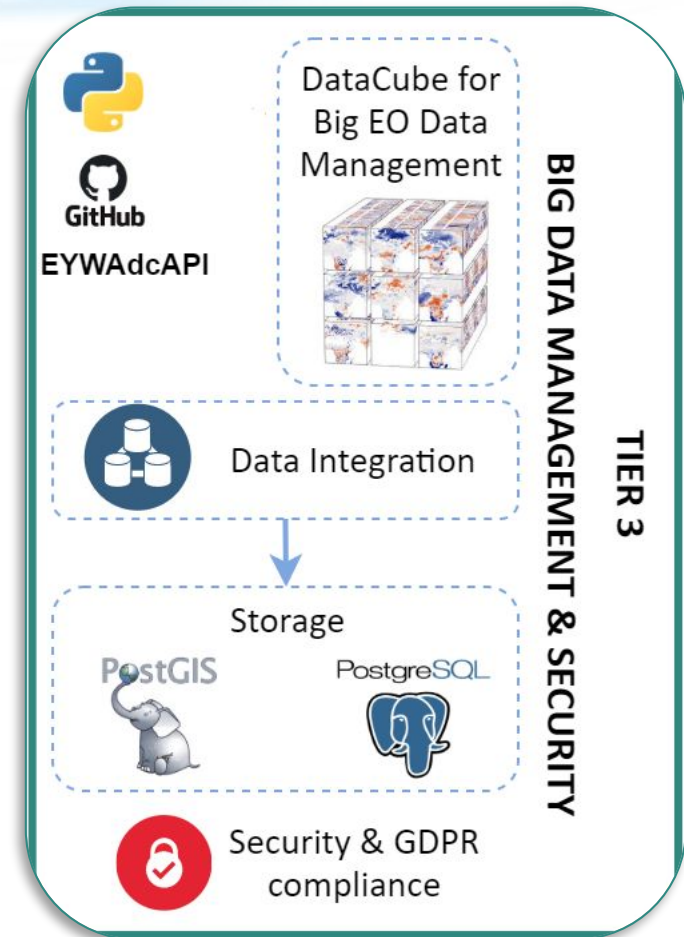 DataCube for
Big EO Data
Management
GitHub
EYWAdcAPI
Data Integration
Storage
PostGIS
PostgreSQL
Security & GDPR
compliance
BIG DATA MANAGEMENT & SECURITY
TIER 3